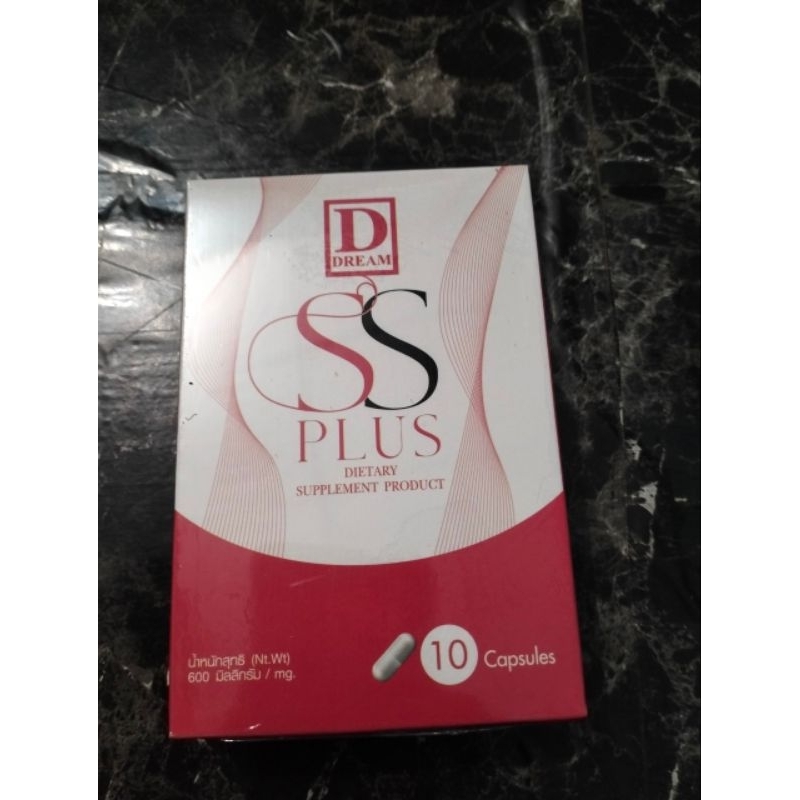 D
DREAM
S'S
PLUS
DIETARY
SUPPLEMENT PRODUCT
น้ำหนักสุทธิ (Nt.Wt)
600 มิลลิกรัม / mg.
10 Capsules